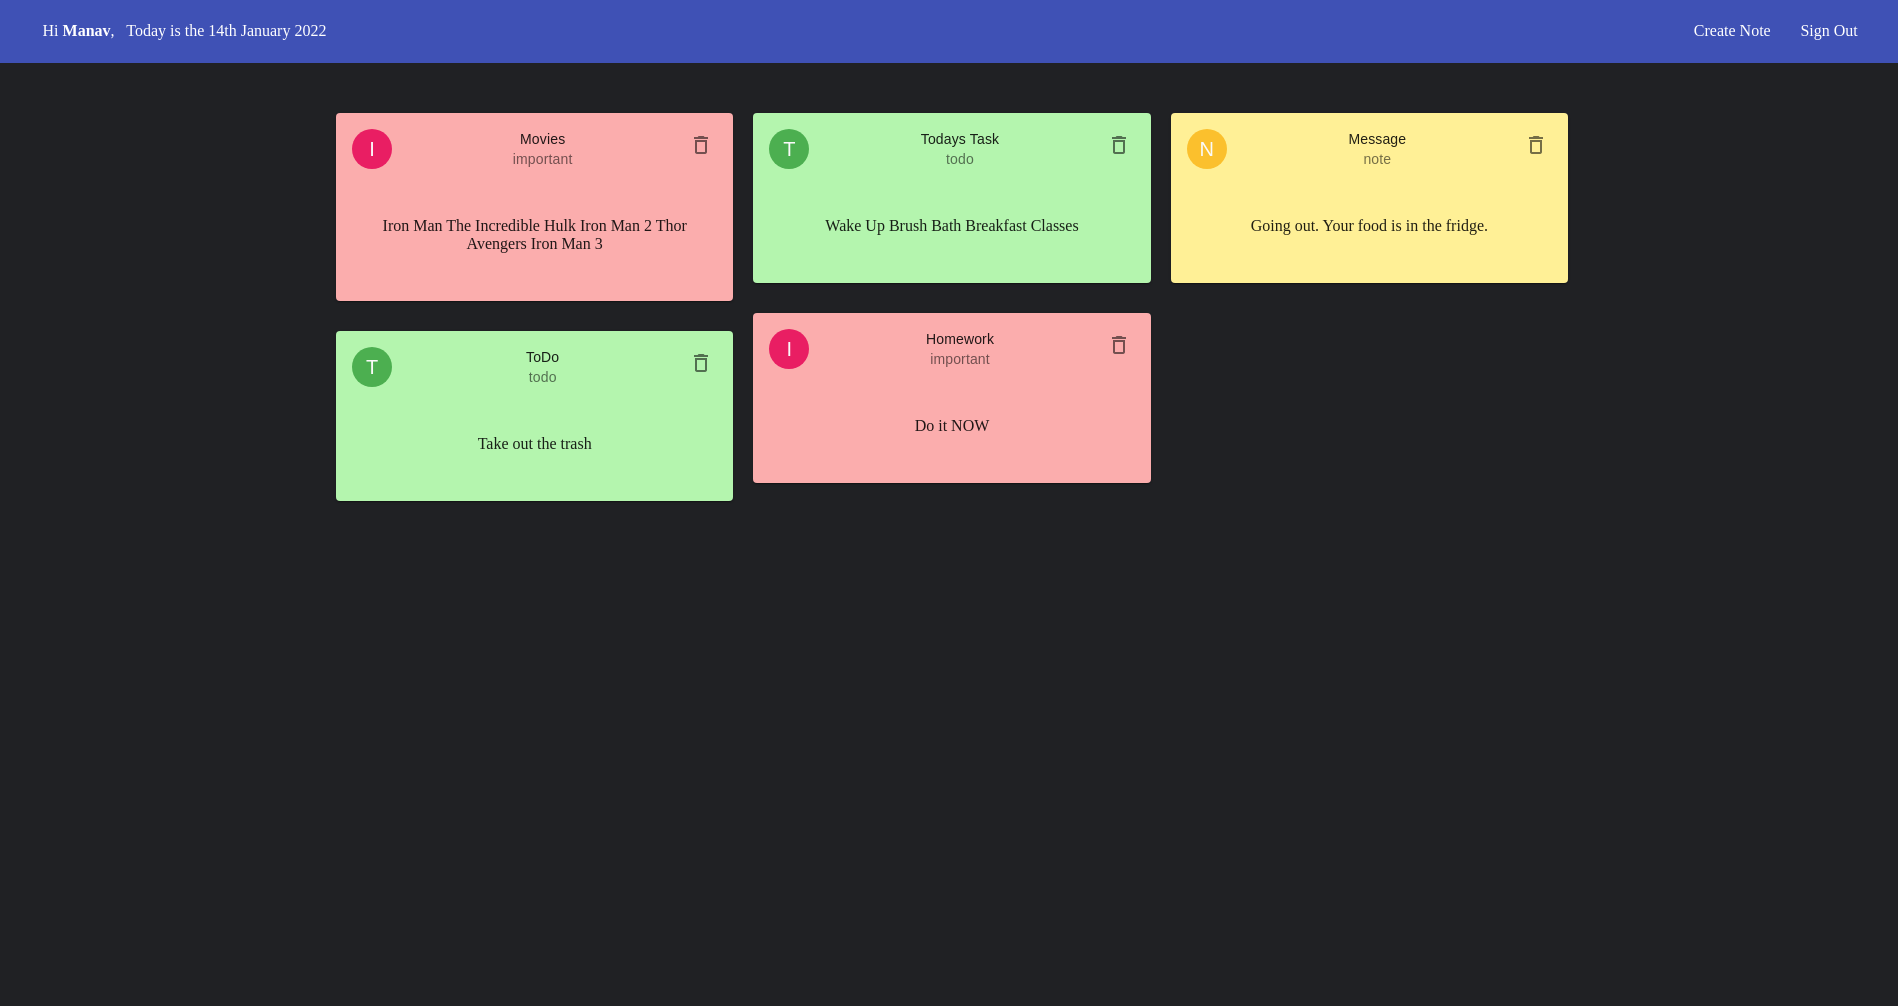 Hi Manav, Today is the 14th January 2022
Create Note
Sign Out
I
Movies
important
Iron Man The Incredible Hulk Iron Man 2 Thor
Avengers Iron Man 3
T
Todays Task
todo
Wake Up Brush Bath Breakfast Classes
N
Message
note
Going out. Your food is in the fridge.
T
ToDo
todo
Take out the trash
I
Homework
important
Do it NOW